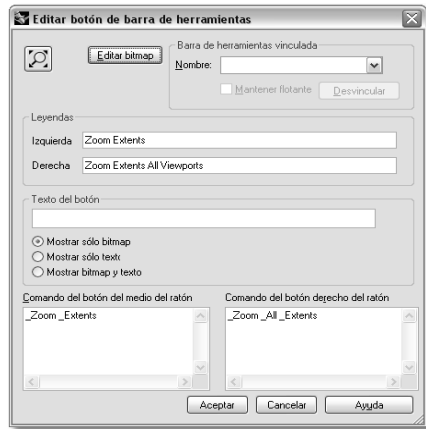 Editar botón de barra de herramientas
Editar bitmap
Barra de herramientas vinculada
Nombre:
Mantener flotante
Desvincular
Leyendas
Izquierda
Zoom Extents
Derecha
Zoom Extents All Viewports
Texto del botón
Mostrar sólo bitmap
Mostrar sólo texto
Mostrar bitmap y texto
Comando del botón del medio del ratón
Comando del botón derecho del ratón
_Zoom _Extents
_Zoom _All _Extents
Aceptar
Cancelar
Ayuda